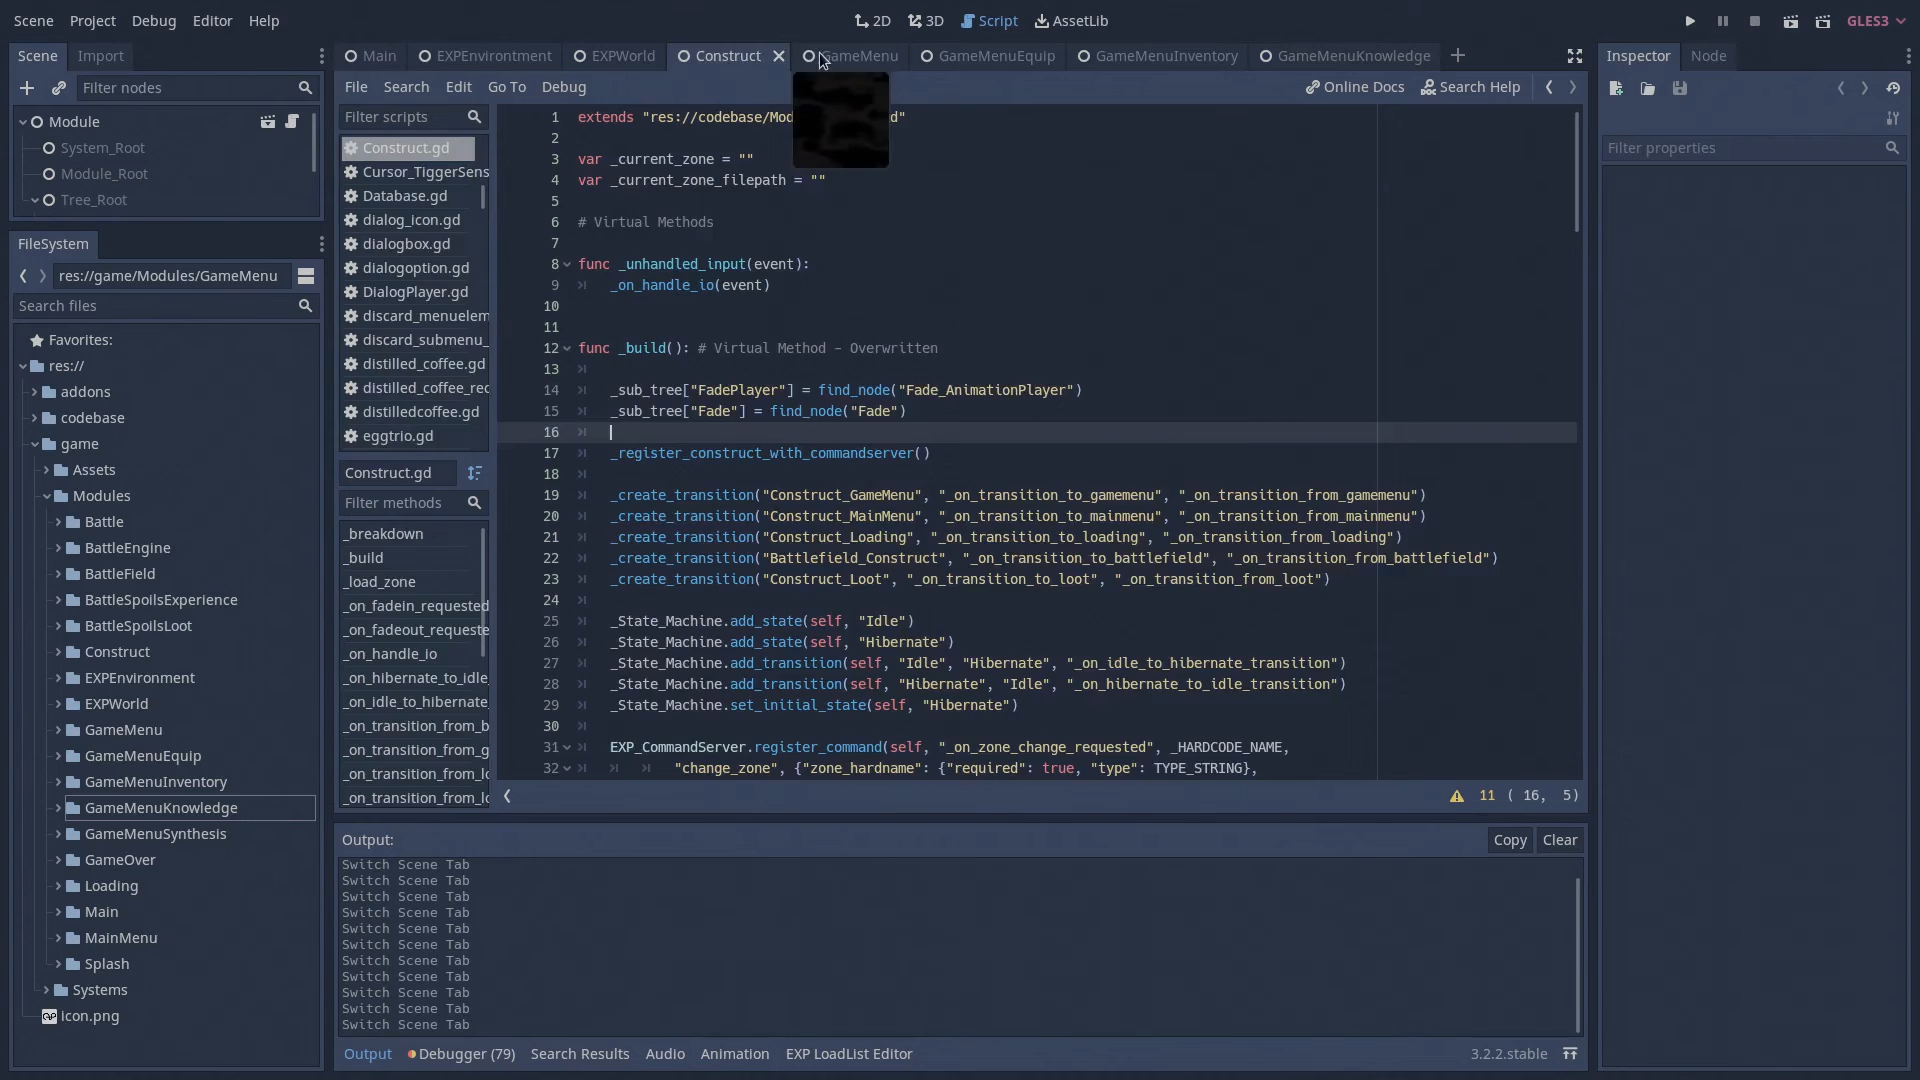 Scene Project Debug Editor Help
2D 3D Script AssetLib
GLES3
Scene Import
Main EXPEnvirontment EXPWorld Construct GameMenu GameMenuEquip GameMenuInventory GameMenuKnowledge
Inspector Node
Filter nodes
File Search Edit Go To Debug
Online Docs Search Help
Filter properties
Module
System_Root
Module_Root
Tree_Root
FileSystem
res://game/Modules/GameMenu
Search files
Favorites:
res://
addons
codebase
game
Assets
Modules
Battle
BattleEngine
BattleField
BattleSpoilsExperience
BattleSpoilsLoot
Construct
EXPEnvironment
EXPWorld
GameMenu
GameMenuEquip
GameMenuInventory
GameMenuKnowledge
GameMenuSynthesis
GameOver
Loading
Main
MainMenu
Splash
Systems
icon.png
Filter scripts
Construct.gd
Cursor_TiggerSens
Database.gd
dialog_icon.gd
dialogbox.gd
dialogoption.gd
DialogPlayer.gd
discard_menuelem
discard_submenu_
distilled_coffee.gd
distilled_coffee_rec
distilledcoffee.gd
eggtrio.gd
Construct.gd
Filter methods
_breakdown
_build
_load_zone
_on_fadein_requested
_on_fadeout_requeste
_on_handle_io
_on_hibernate_to_idle_
_on_idle_to_hibernate_
_on_transition_from_b
_on_transition_from_g
_on_transition_from_lo
_on_transition_from_lo
1 extends "res://codebase/Mod d"
2
3 var _current_zone = ""
4 var _current_zone_filepath = ""
5
6 # Virtual Methods
7
8 func _unhandled_input(event):
9 _on_handle_io(event)
10
11
12 func _build(): # Virtual Method - Overwritten
13
14 _sub_tree["FadePlayer"] = find_node("Fade_AnimationPlayer")
15 _sub_tree["Fade"] = find_node("Fade")
16
17 _register_construct_with_commandserver()
18
19 _create_transition("Construct_GameMenu", "_on_transition_to_gamemenu", "_on_transition_from_gamemenu")
20 _create_transition("Construct_MainMenu", "_on_transition_to_mainmenu", "_on_transition_from_mainmenu")
21 _create_transition("Construct_Loading", "_on_transition_to_loading", "_on_transition_from_loading")
22 _create_transition("Battlefield_Construct", "_on_transition_to_battlefield", "_on_transition_from_battlefield")
23 _create_transition("Construct_Loot", "_on_transition_to_loot", "_on_transition_from_loot")
24
25 _State_Machine.add_state(self, "Idle")
26 _State_Machine.add_state(self, "Hibernate")
27 _State_Machine.add_transition(self, "Idle", "Hibernate", "_on_idle_to_hibernate_transition")
28 _State_Machine.add_transition(self, "Hibernate", "Idle", "_on_hibernate_to_idle_transition")
29 _State_Machine.set_initial_state(self, "Hibernate")
30
31 EXP_CommandServer.register_command(self, "_on_zone_change_requested", _HARDCODE_NAME,
32 "change_zone", {"zone_hardname": {"required": true, "type": TYPE_STRING},
11 ( 16, 5)
Output:
Copy Clear
Switch Scene Tab
Switch Scene Tab
Switch Scene Tab
Switch Scene Tab
Switch Scene Tab
Switch Scene Tab
Switch Scene Tab
Switch Scene Tab
Switch Scene Tab
Switch Scene Tab
Switch Scene Tab
Output Debugger (79) Search Results Audio Animation EXP LoadList Editor
3.2.2.stable